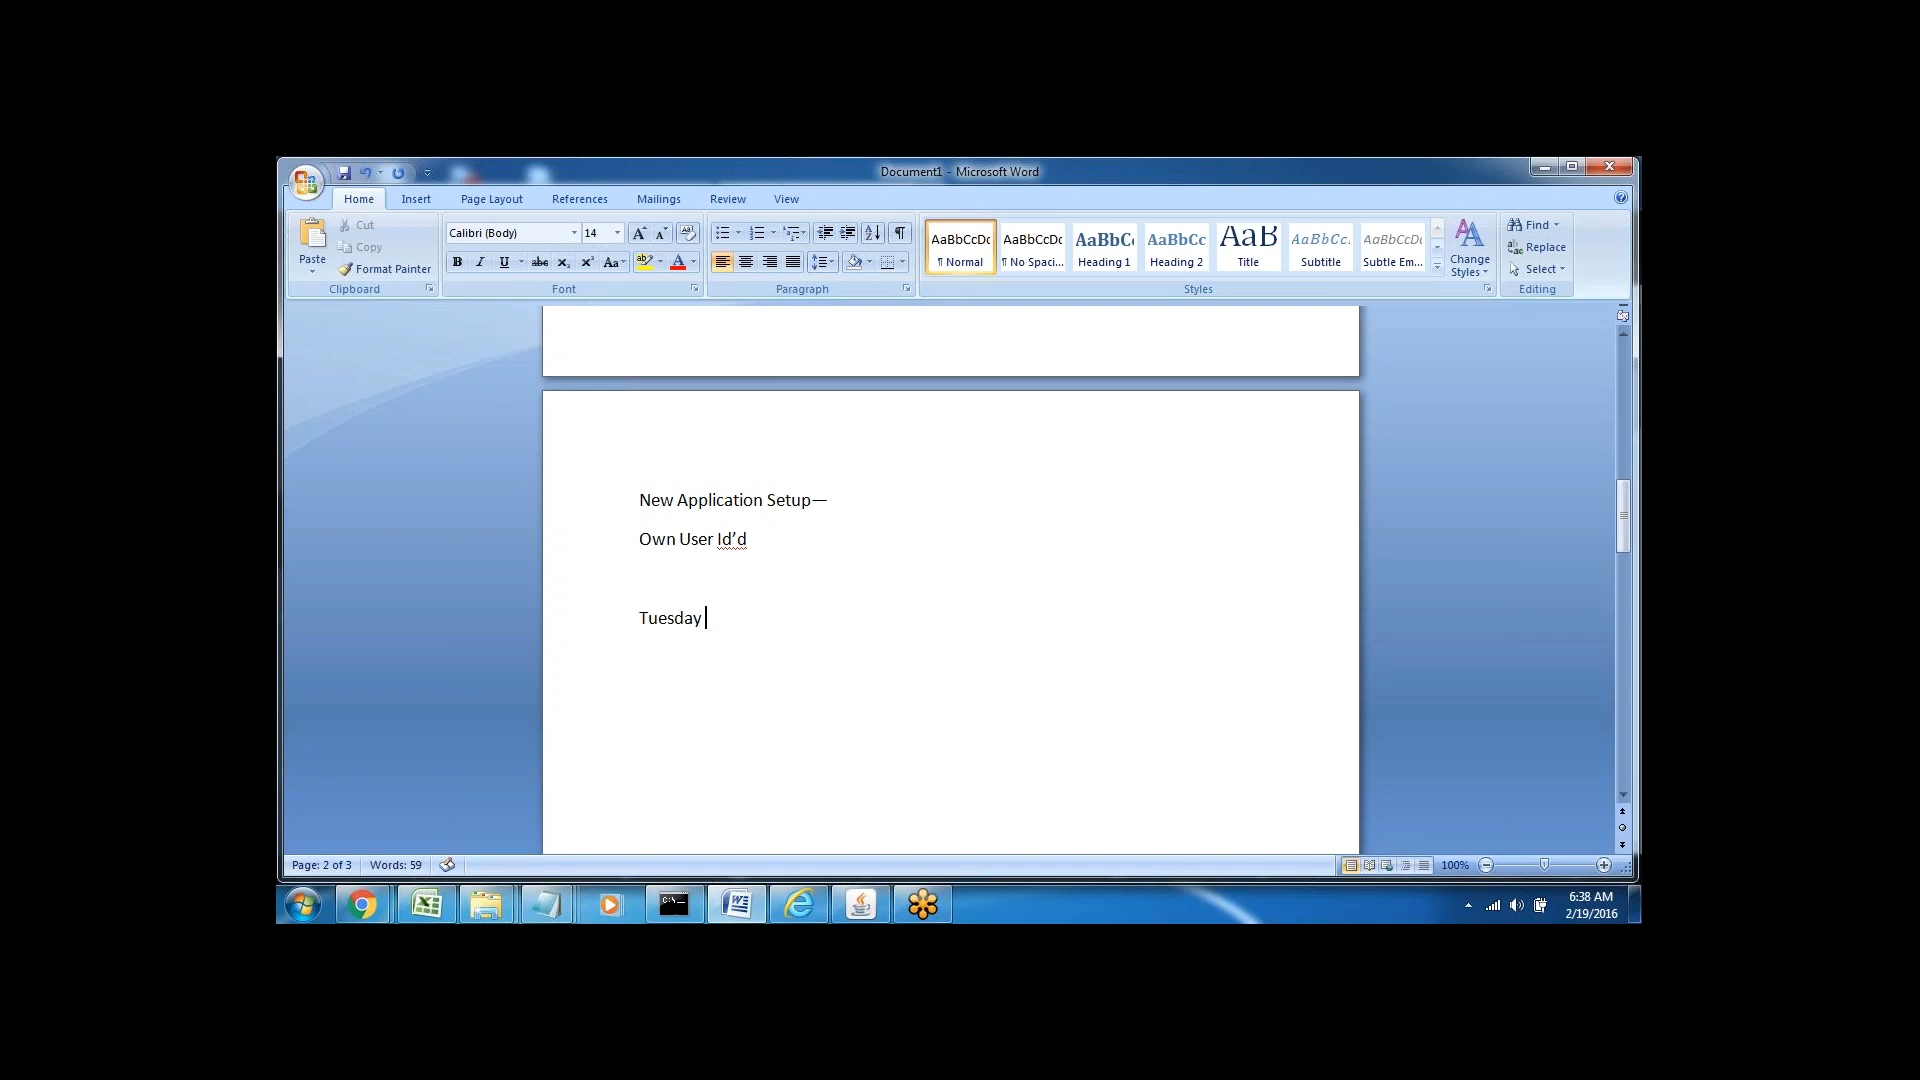 Document1 - Microsoft Word
Home Insert Page Layout References Mailings Review View
Paste
Cut
Copy
Format Painter
Clipboard
Calibri (Body) 14
Font
Paragraph
AaBbCcDc AaBbCcDc AaBbC AaBbCc AaB AaBbCc. AaBbCcDc
¶ Normal ¶ No Spaci... Heading 1 Heading 2 Title Subtitle Subtle Em...
Change Styles
Styles
Find
Replace
Select
Editing
New Application Setup—
Own User Id’d
Tuesday
Page: 2 of 3 Words: 59 100%
6:38 AM
2/19/2016